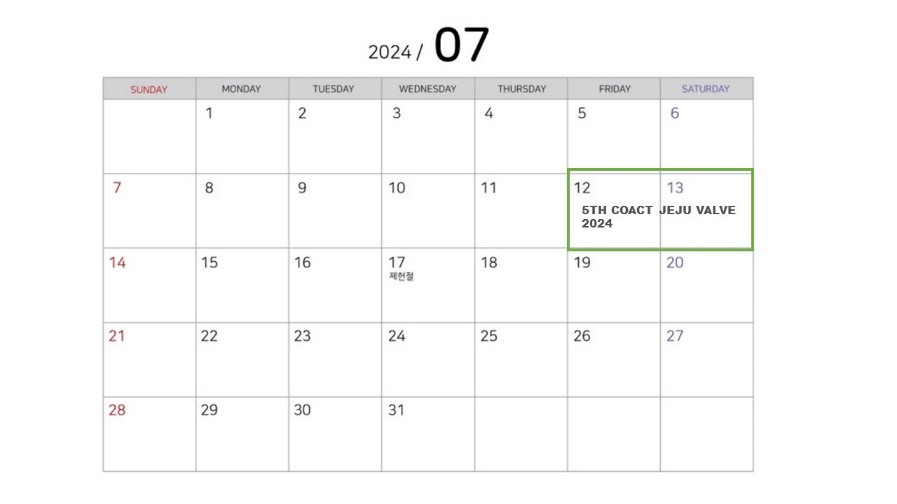 2024 / 07
SUNDAY MONDAY TUESDAY WEDNESDAY THURSDAY FRIDAY SATURDAY
1 2 3 4 5 6
7 8 9 10 11 12 13
5TH COACT JEJU VALVE
2024
14 15 16 17 18 19 20
제헌절
21 22 23 24 25 26 27
28 29 30 31